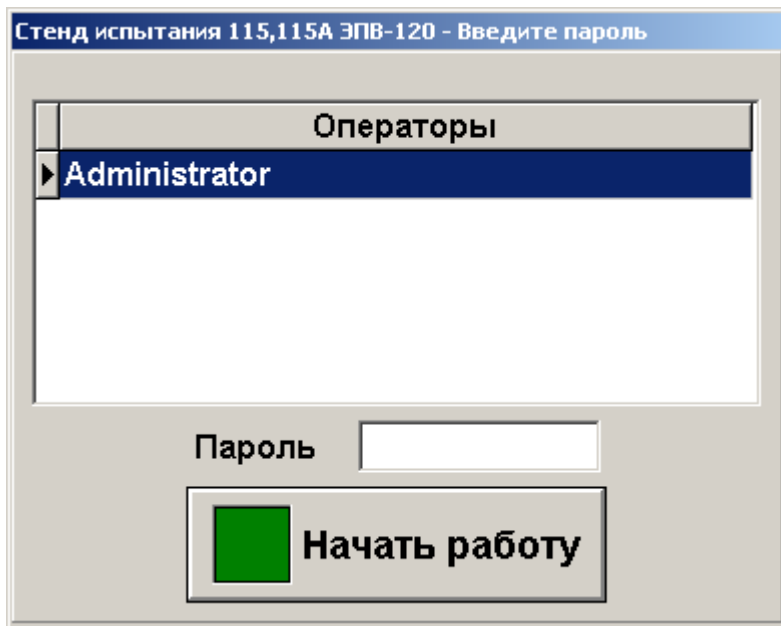 Стенд испытания 115,115А ЭПВ-120 - Введите пароль
Операторы
Administrator
Пароль
Начать работу